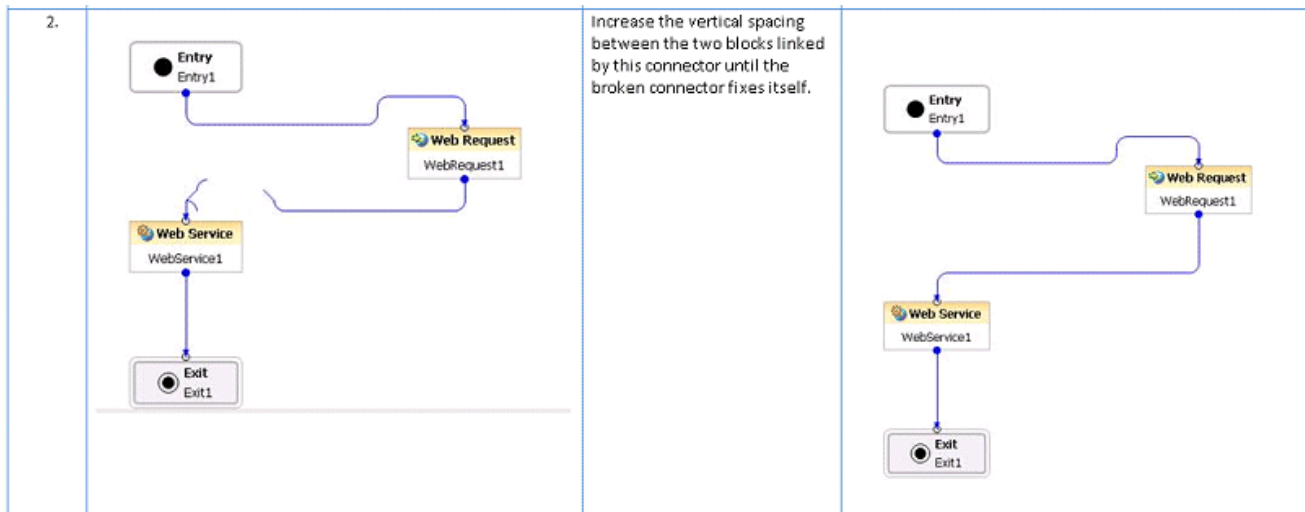 2.
Entry
Entry1
Web Request
WebRequest1
Web Service
WebService1
Exit
Exit1
Increase the vertical spacing
between the two blocks linked
by this connector until the
broken connector fixes itself.
Entry
Entry1
Web Request
WebRequest1
Web Service
WebService1
Exit
Exit1